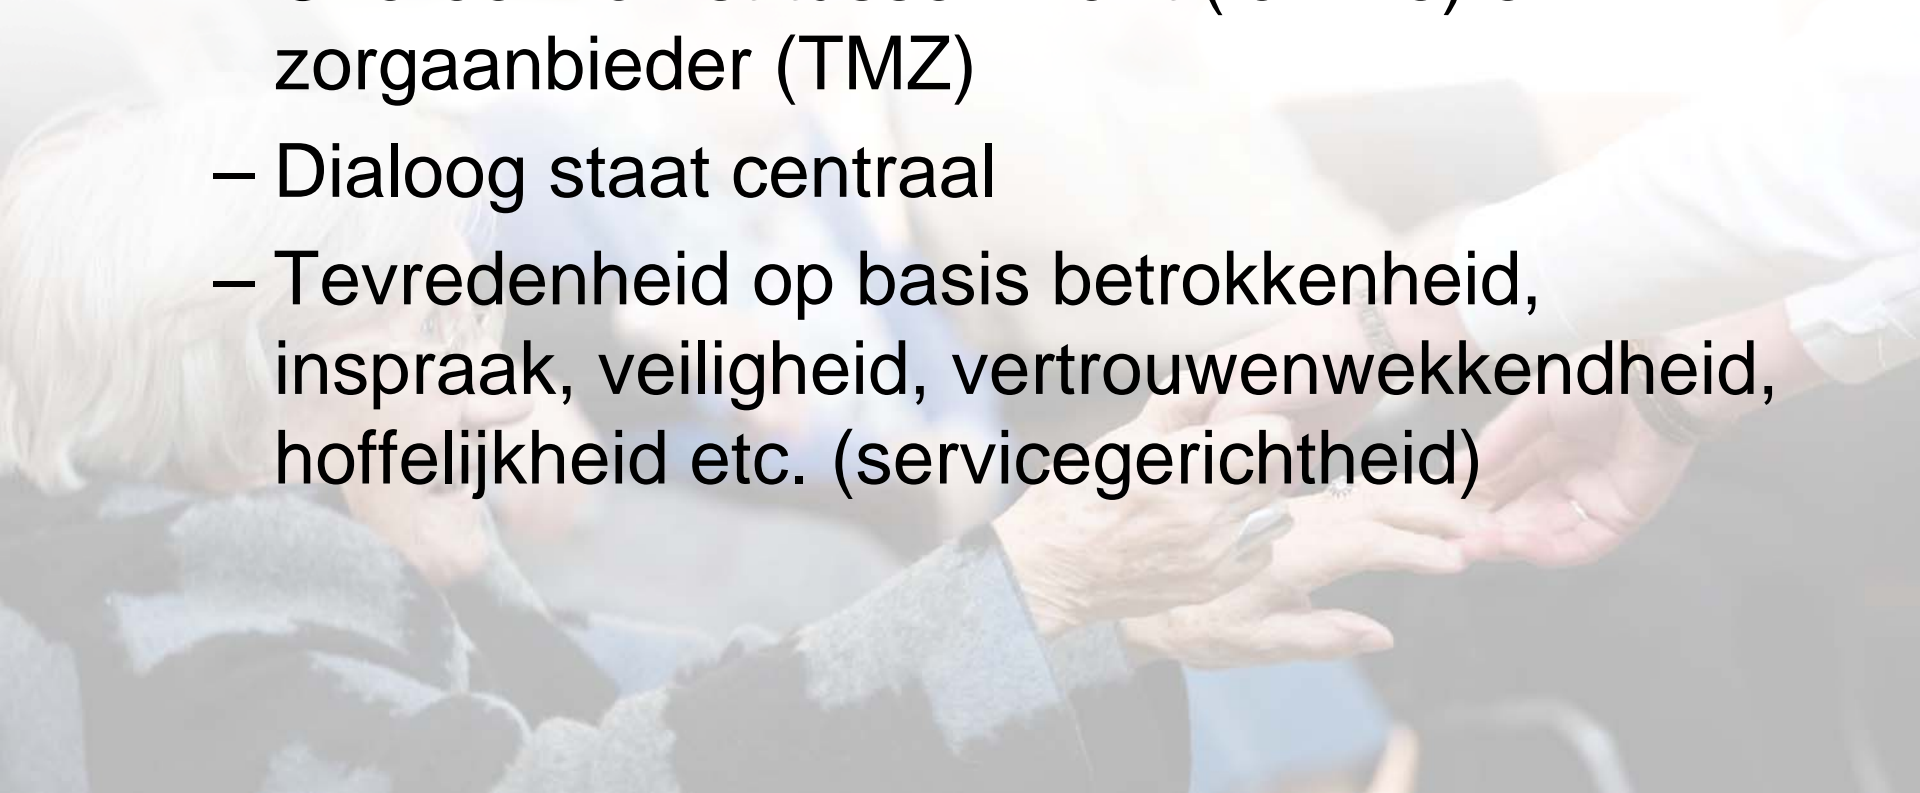 zorgaanbieder (TMZ)
– Dialoog staat centraal
– Tevredenheid op basis betrokkenheid,
inspraak, veiligheid, vertrouwenwekkendheid,
hoffelijkheid etc. (servicegerichtheid)